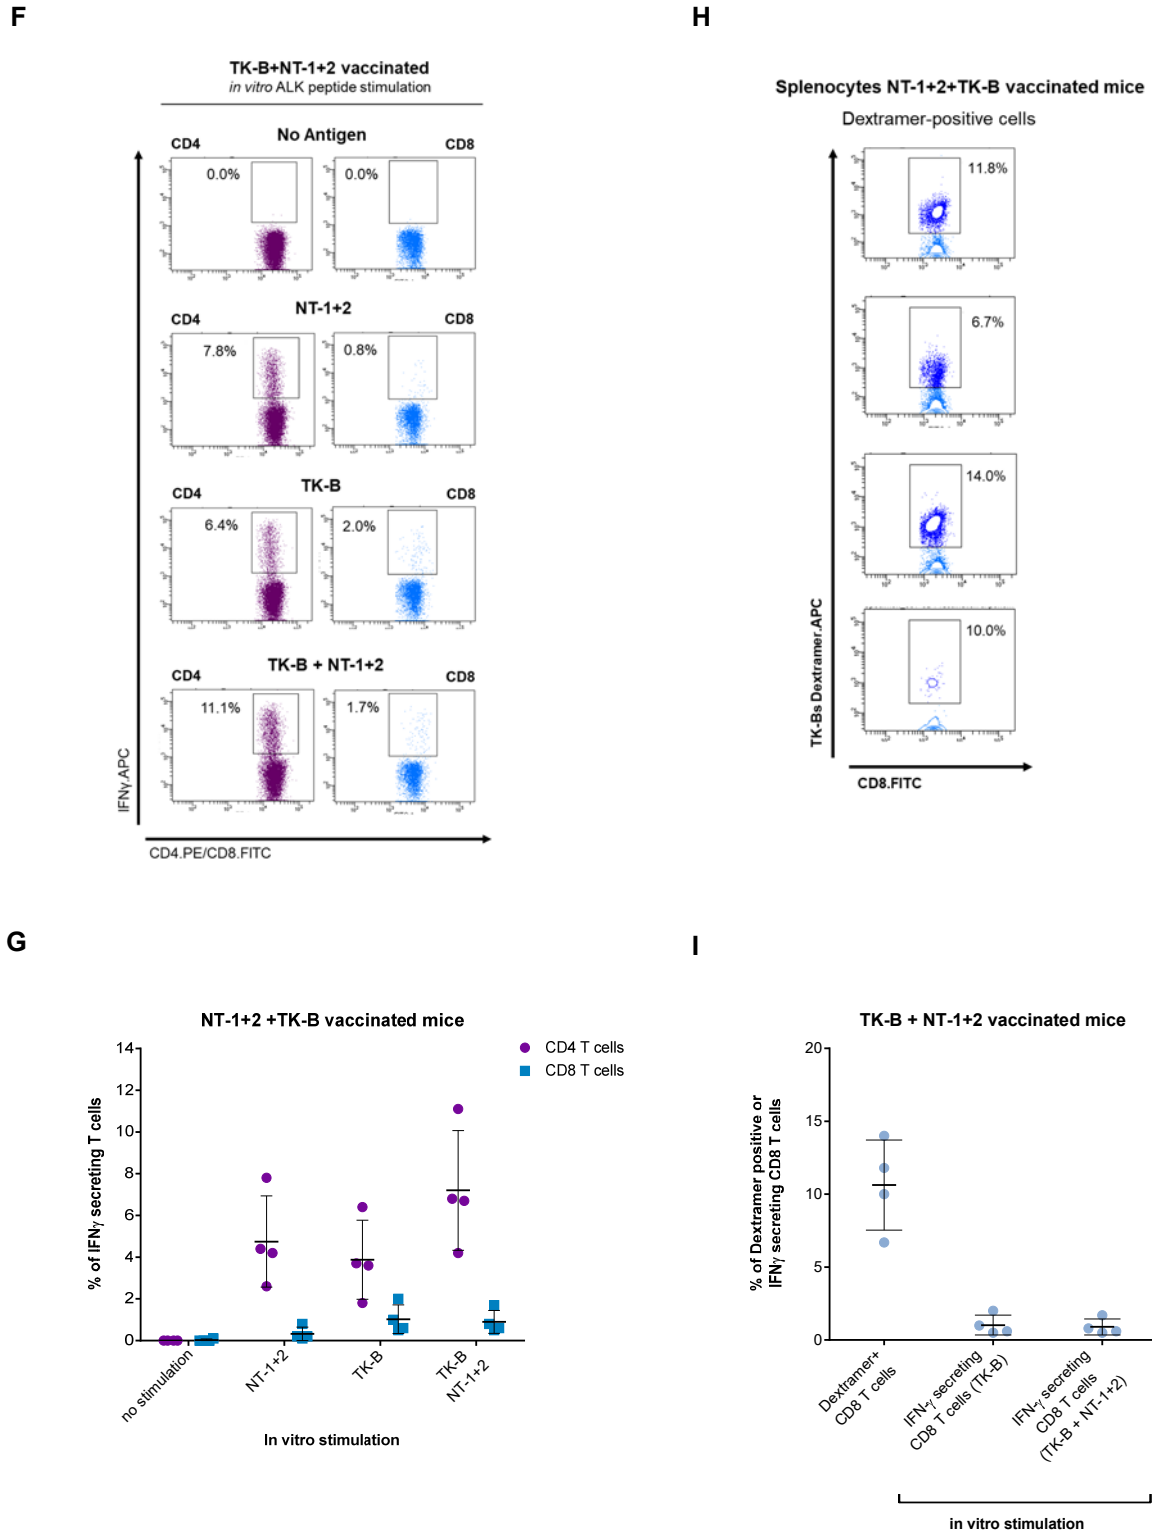 F
TK-B+NT-1+2 vaccinated
in vitro ALK peptide stimulation
No Antigen
CD4
CD8
0.0%
0.0%
NT-1+2
CD4
CD8
7.8%
0.8%
TK-B
CD4
CD8
6.4%
2.0%
TK-B + NT-1+2
CD4
CD8
11.1%
1.7%
IFNγ.APC
CD4.PE/CD8.FITC
H
Splenocytes NT-1+2+TK-B vaccinated mice
Dextramer-positive cells
11.8%
6.7%
14.0%
10.0%
TK-Bs Dextramer.APC
CD8.FITC
G
NT-1+2 +TK-B vaccinated mice
CD4 T cells
CD8 T cells
% of IFNγ secreting T cells
14
12
10
8
6
4
2
0
no stimulation
NT-1+2
TK-B
TK-B
NT-1+2
In vitro stimulation
I
TK-B + NT-1+2 vaccinated mice
% of Dextramer positive or
IFNγ secreting CD8 T cells
20
15
10
5
0
Dextramer+
CD8 T cells
IFN-γ secreting
CD8 T cells (TK-B)
IFN-γ secreting
CD8 T cells
(TK-B + NT-1+2)
in vitro stimulation